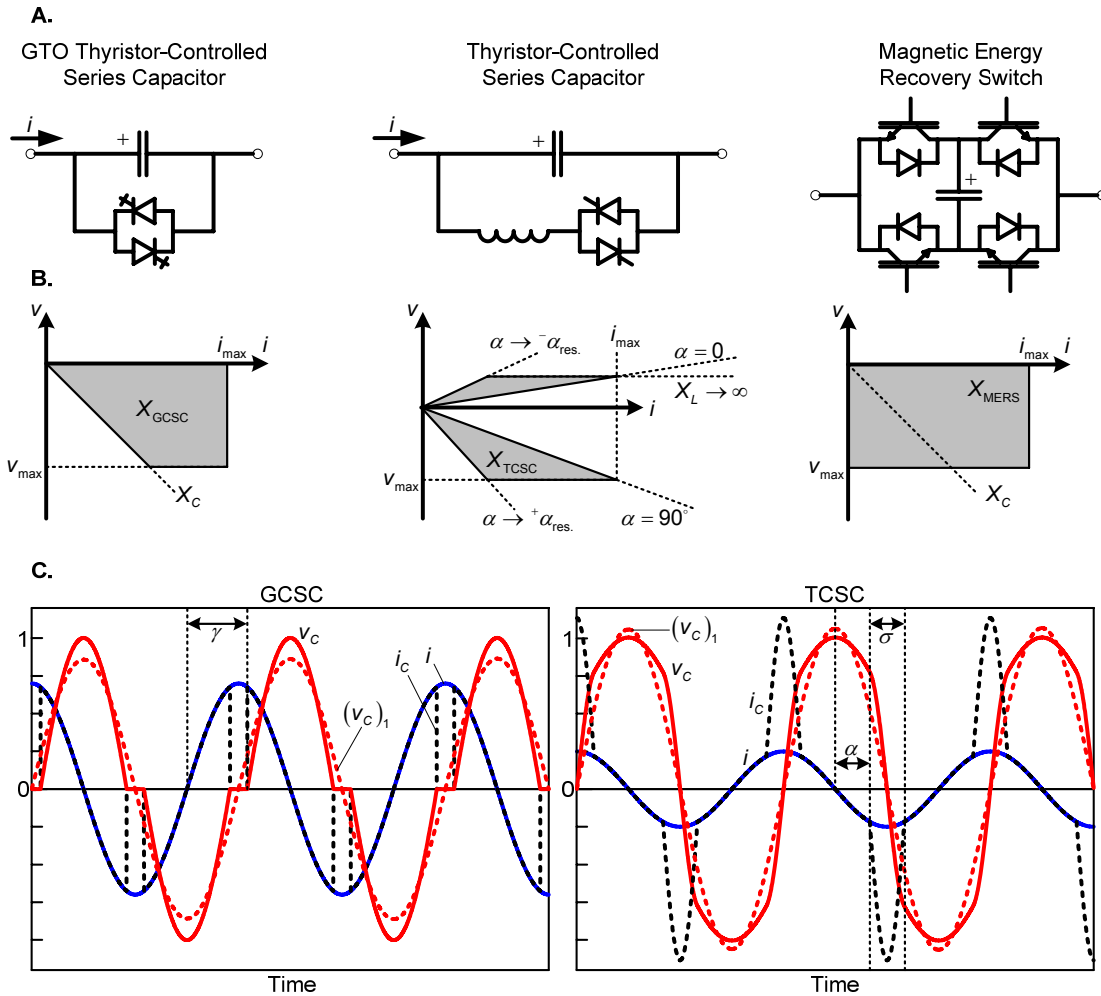 A.
GTO Thyristor-Controlled
Series Capacitor
Thyristor-Controlled
Series Capacitor
Magnetic Energy
Recovery Switch
i
+
i
+
+
B.
v
i_max
i
X_GCSC
v_max
X_C
v
α → ⁻α_res.
i_max
α = 0
X_L → ∞
i
X_TCSC
v_max
α → ⁺α_res.
α = 90°
v
i_max
i
X_MERS
v_max
X_C
C.
GCSC
1
0
γ
v_C
i_C
i
(v_C)_1
Time
TCSC
1
0
(v_C)_1
v_C
σ
i_C
i
α
Time